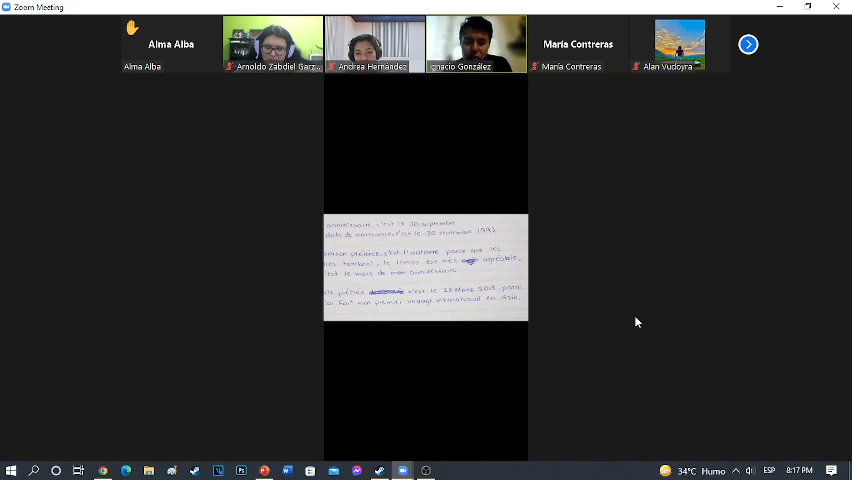 Zoom Meeting
Alma Alba
Alma Alba
Arnoldo Zabdiel Garz...
Andrea Hernández
Ignacio González
María Contreras
María Contreras
Alan Vudoyra
anniversaire, c'est le 30 septembre
date de naissance, c'est le 30 septembre 1993
saison préférée, c'est l'automne parce que les
tombent, le temps est très agréable,
c'est le mois de mon anniversaire
c'est le 28 Mars 2018, parce
fait mon premier voyage international en Asie.
34°C Humo
ESP
8:17 PM